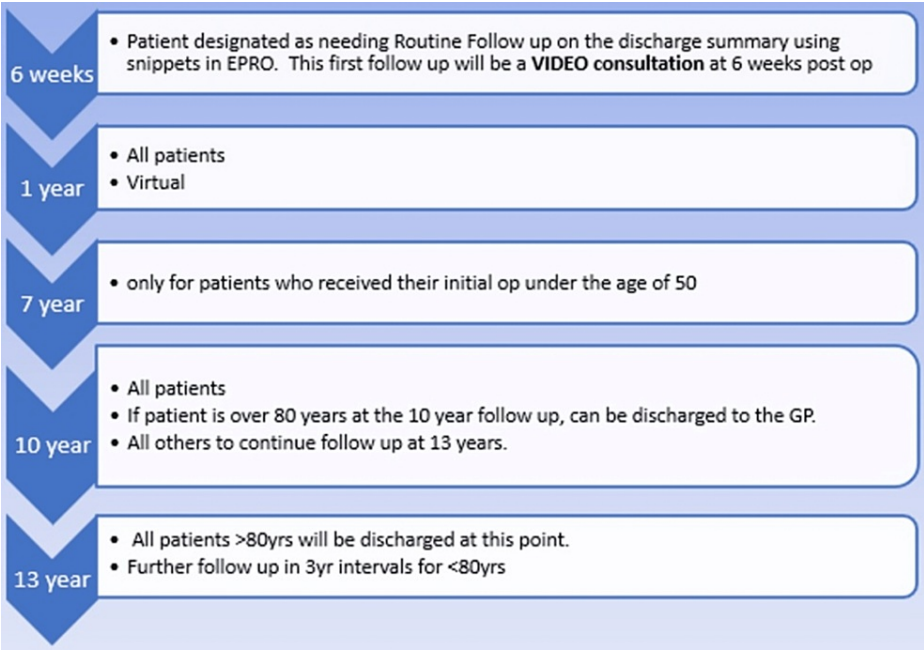 6 weeks
• Patient designated as needing Routine Follow up on the discharge summary using
snippets in EPRO. This first follow up will be a VIDEO consultation at 6 weeks post op
1 year
• All patients
• Virtual
7 year
• only for patients who received their initial op under the age of 50
10 year
• All patients
• If patient is over 80 years at the 10 year follow up, can be discharged to the GP.
• All others to continue follow up at 13 years.
13 year
• All patients >80yrs will be discharged at this point.
• Further follow up in 3yr intervals for <80yrs